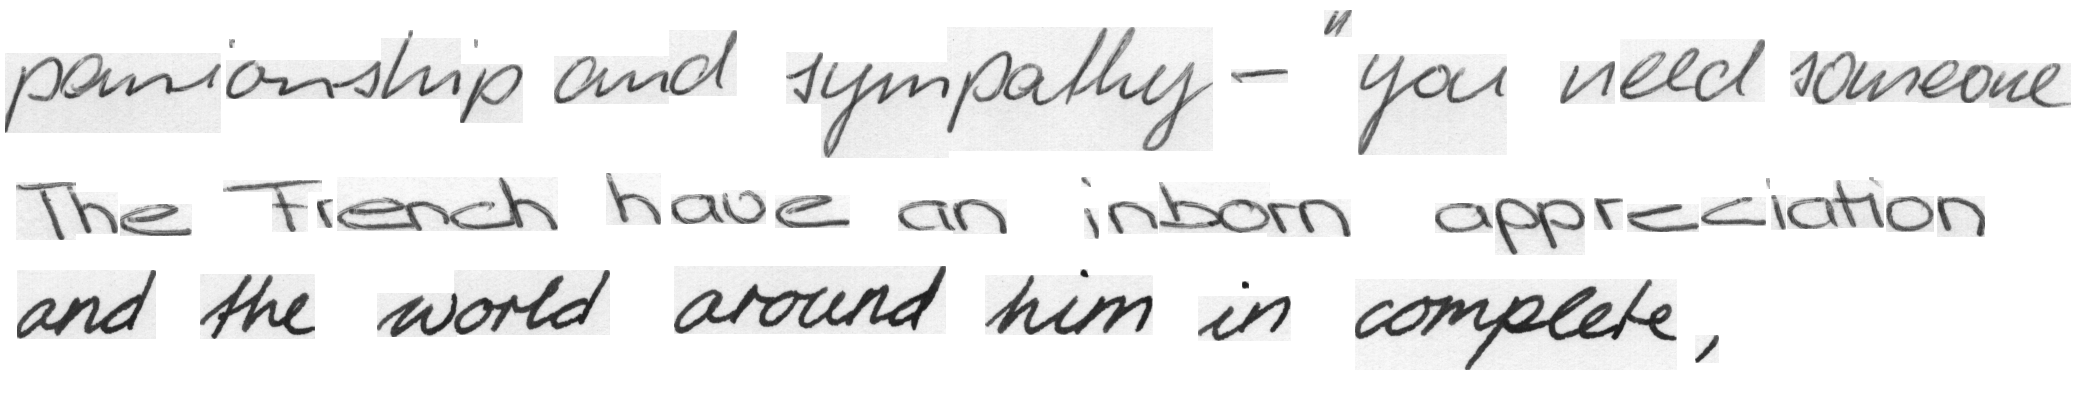 panionship and sympathy - "you need someone
The French have an inborn appreciation
and the world around him in complete,